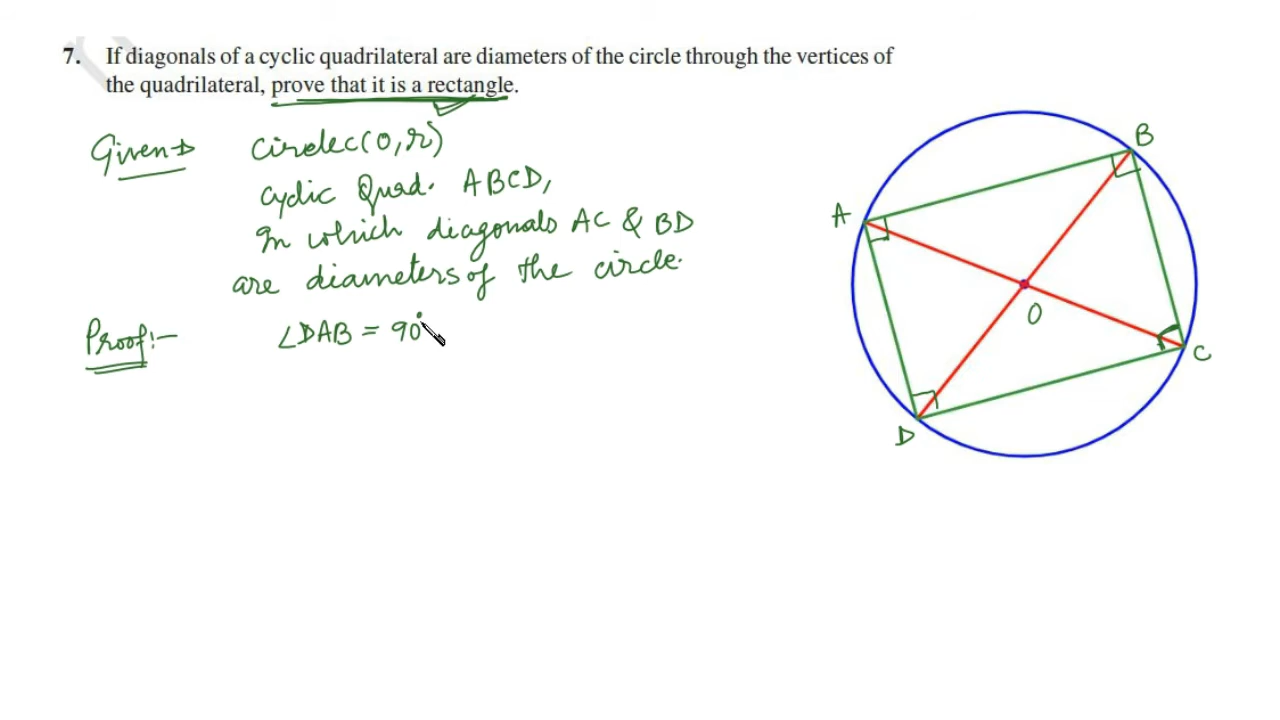 7. If diagonals of a cyclic quadrilateral are diameters of the circle through the vertices of
the quadrilateral, prove that it is a rectangle.
Given → circle C(O, r)
cyclic Quad. ABCD,
In which diagonals AC & BD
are diameters of the circle.
Proof:- ∠DAB = 90°
A
B
O
C
D